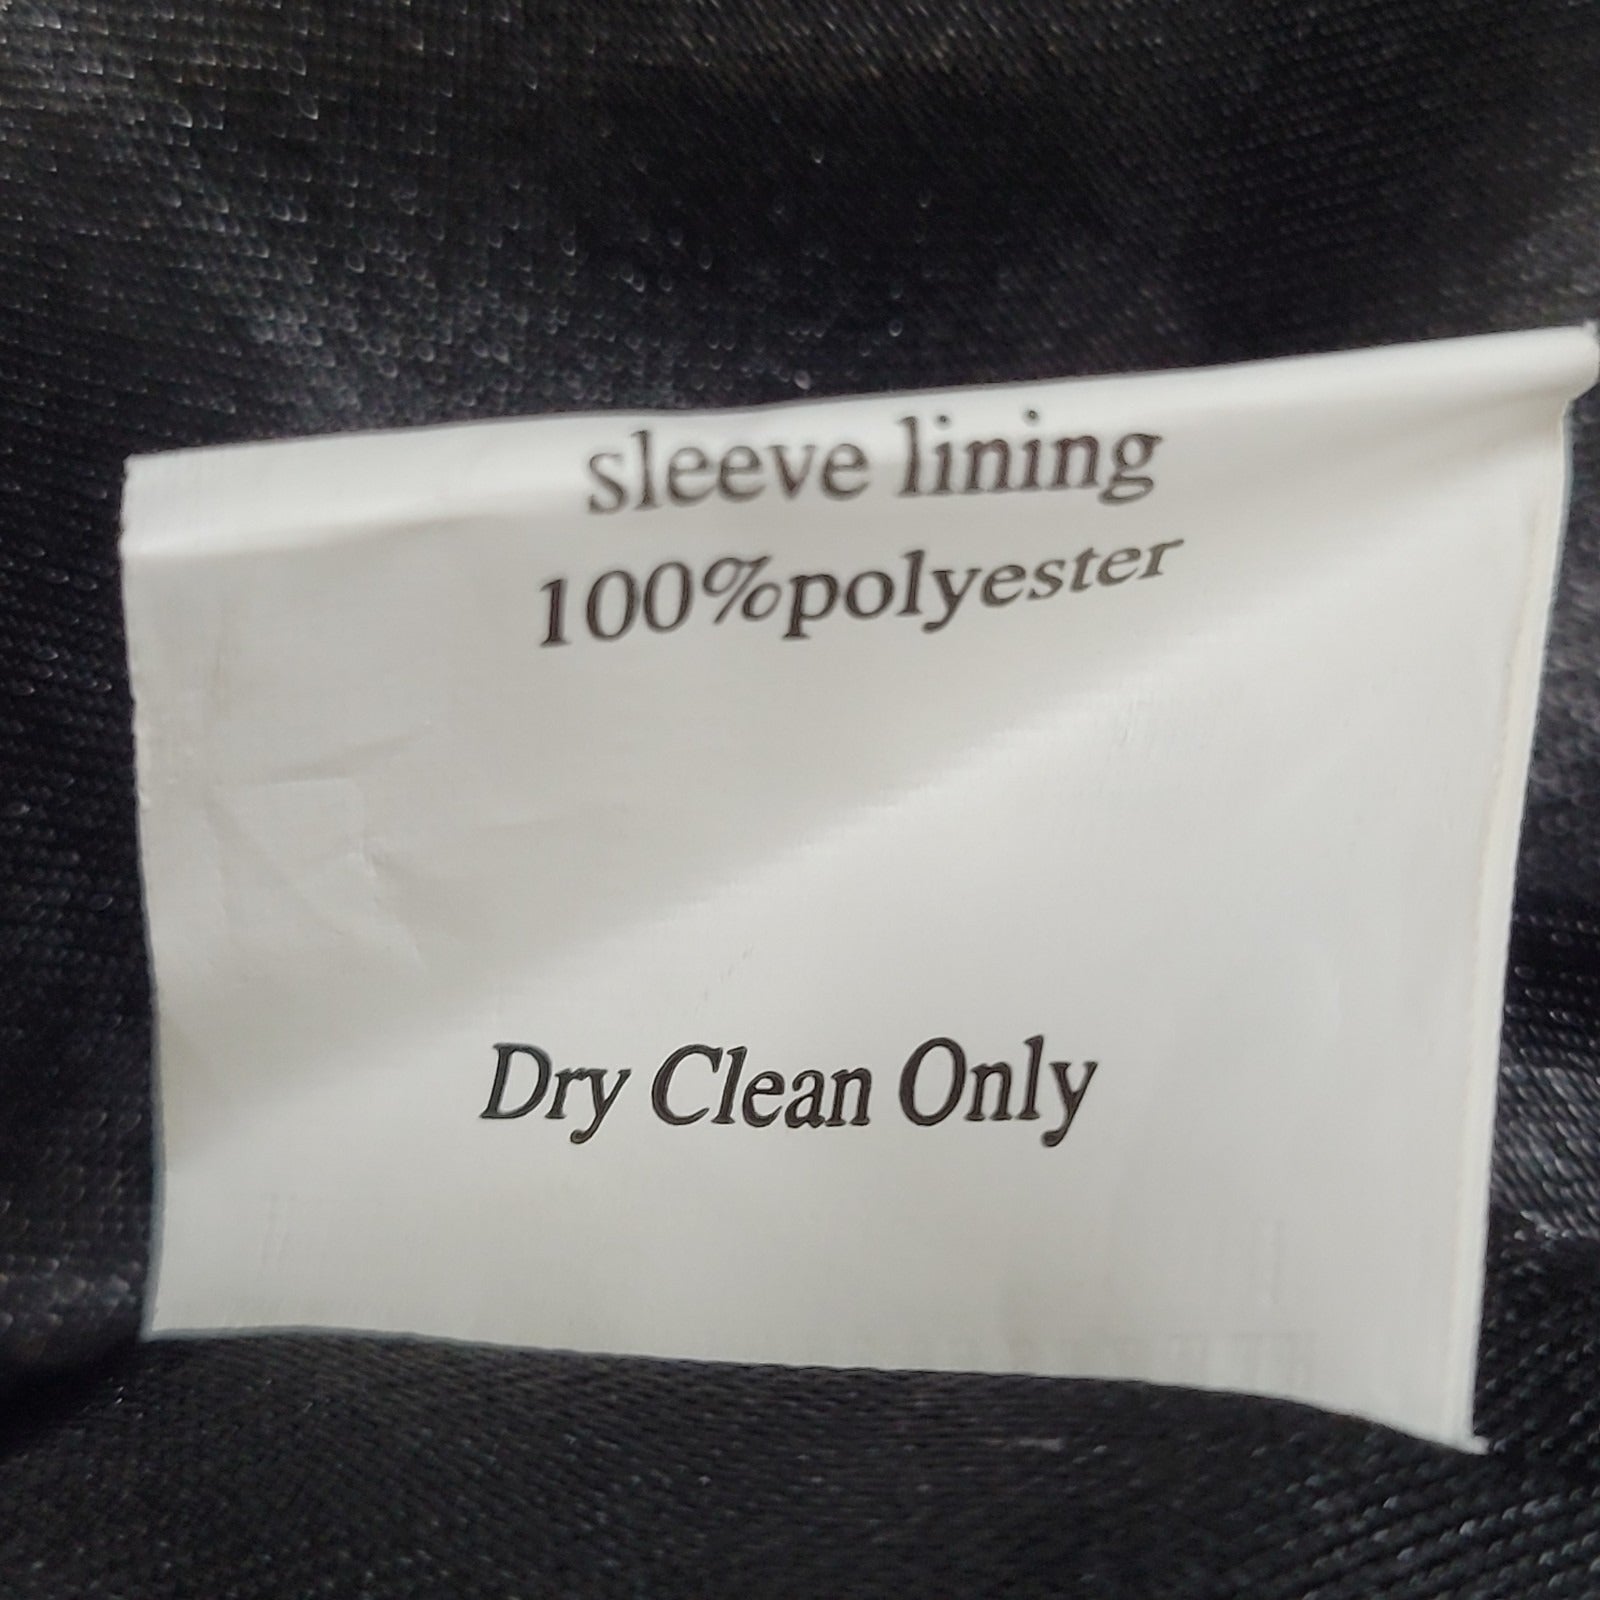 sleeve lining
100%polyester
Dry Clean Only